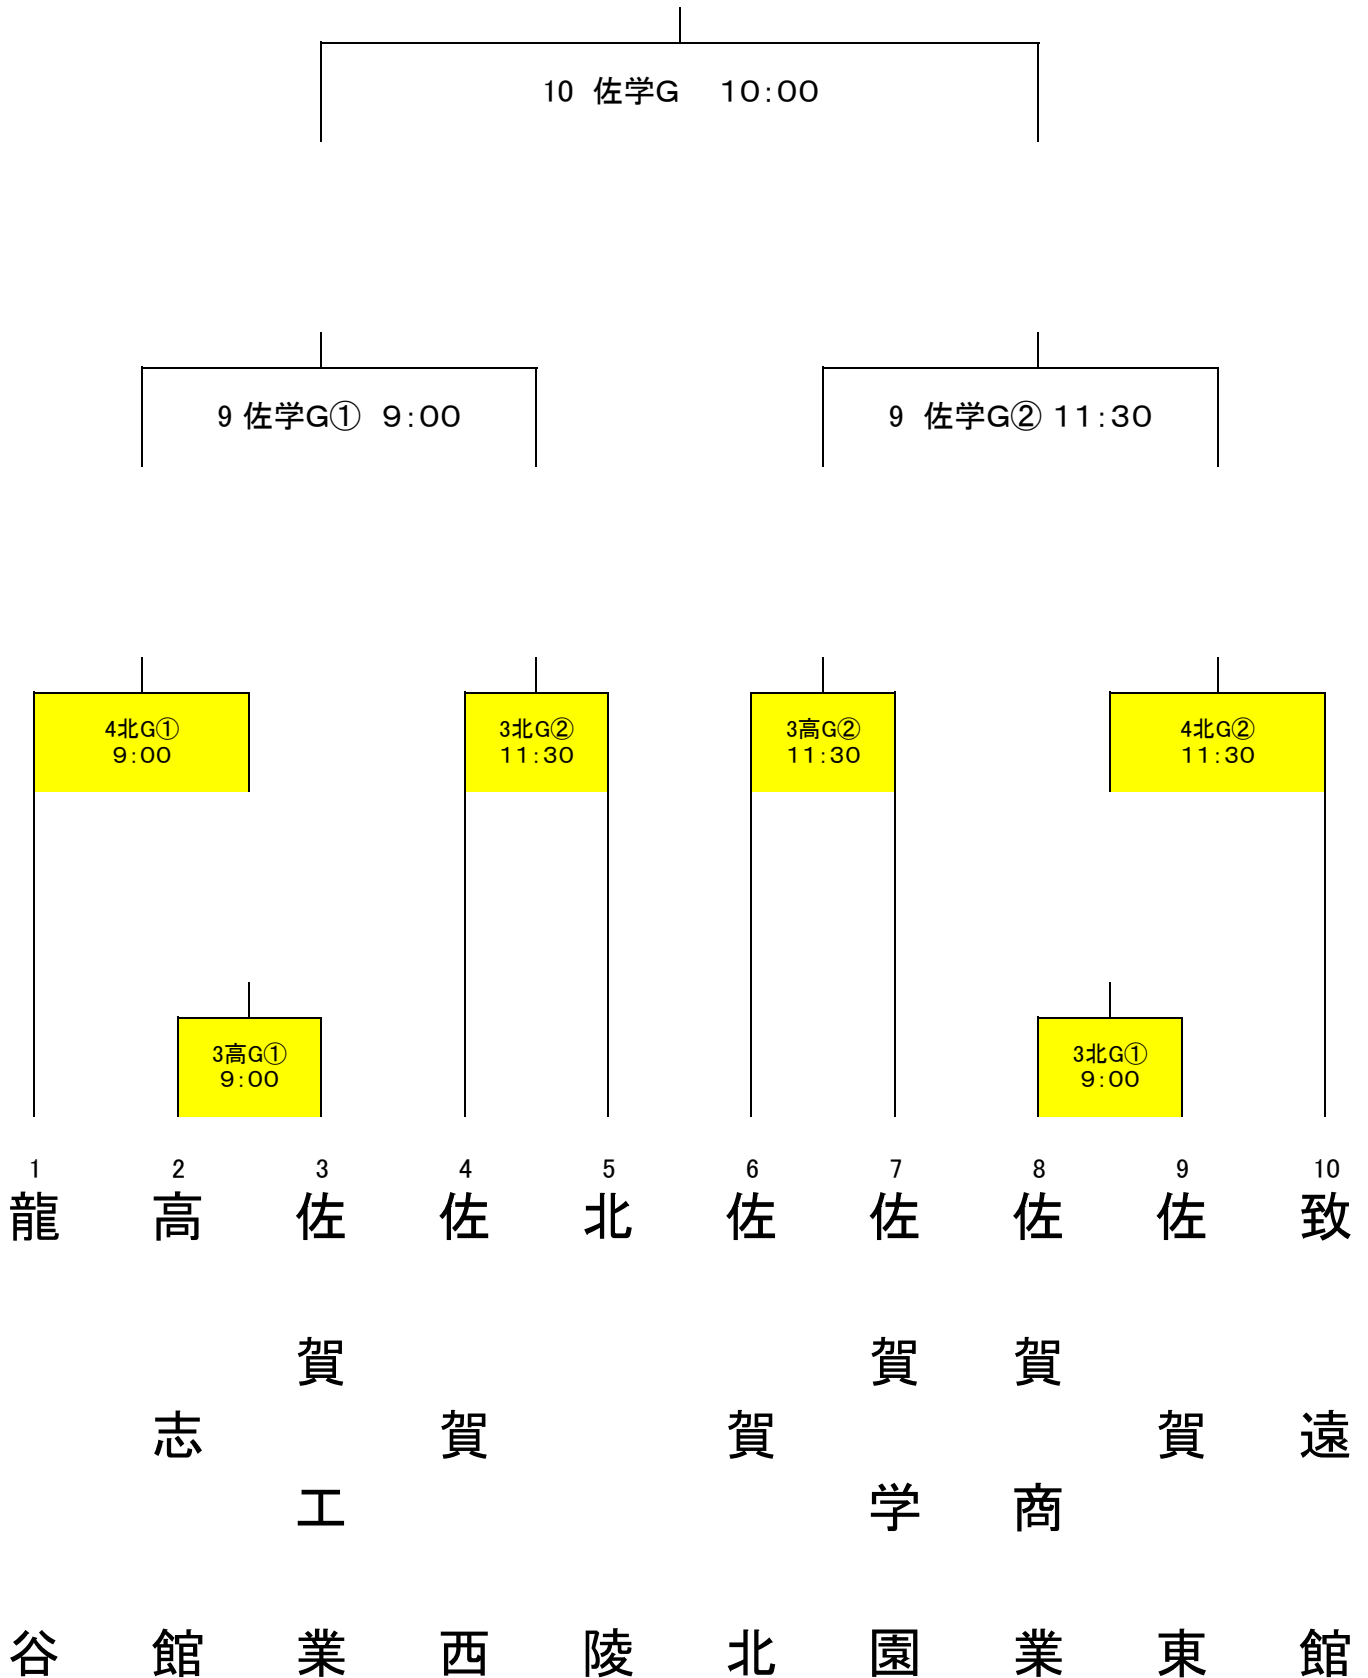 10 佐学G 10:00
9 佐学G① 9:00
9 佐学G② 11:30
4北G①
9:00
3北G②
11:30
3高G②
11:30
4北G②
11:30
3高G①
9:00
3北G①
9:00
1
龍谷
2
高志館
3
佐賀工業
4
佐賀西
5
北陵
6
佐賀北
7
佐賀学園
8
佐賀商業
9
佐賀東
10
致遠館